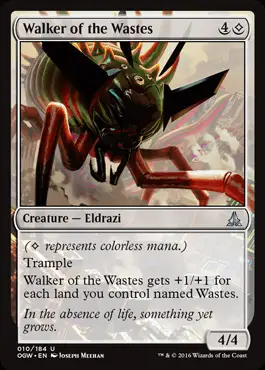 Walker of the Wastes 4◇
Creature — Eldrazi
(◇ represents colorless mana.)
Trample
Walker of the Wastes gets +1/+1 for
each land you control named Wastes.
In the absence of life, something yet
grows.
4/4
010/184 U
OGW • EN Joseph Meehan
™ & © 2016 Wizards of the Coast